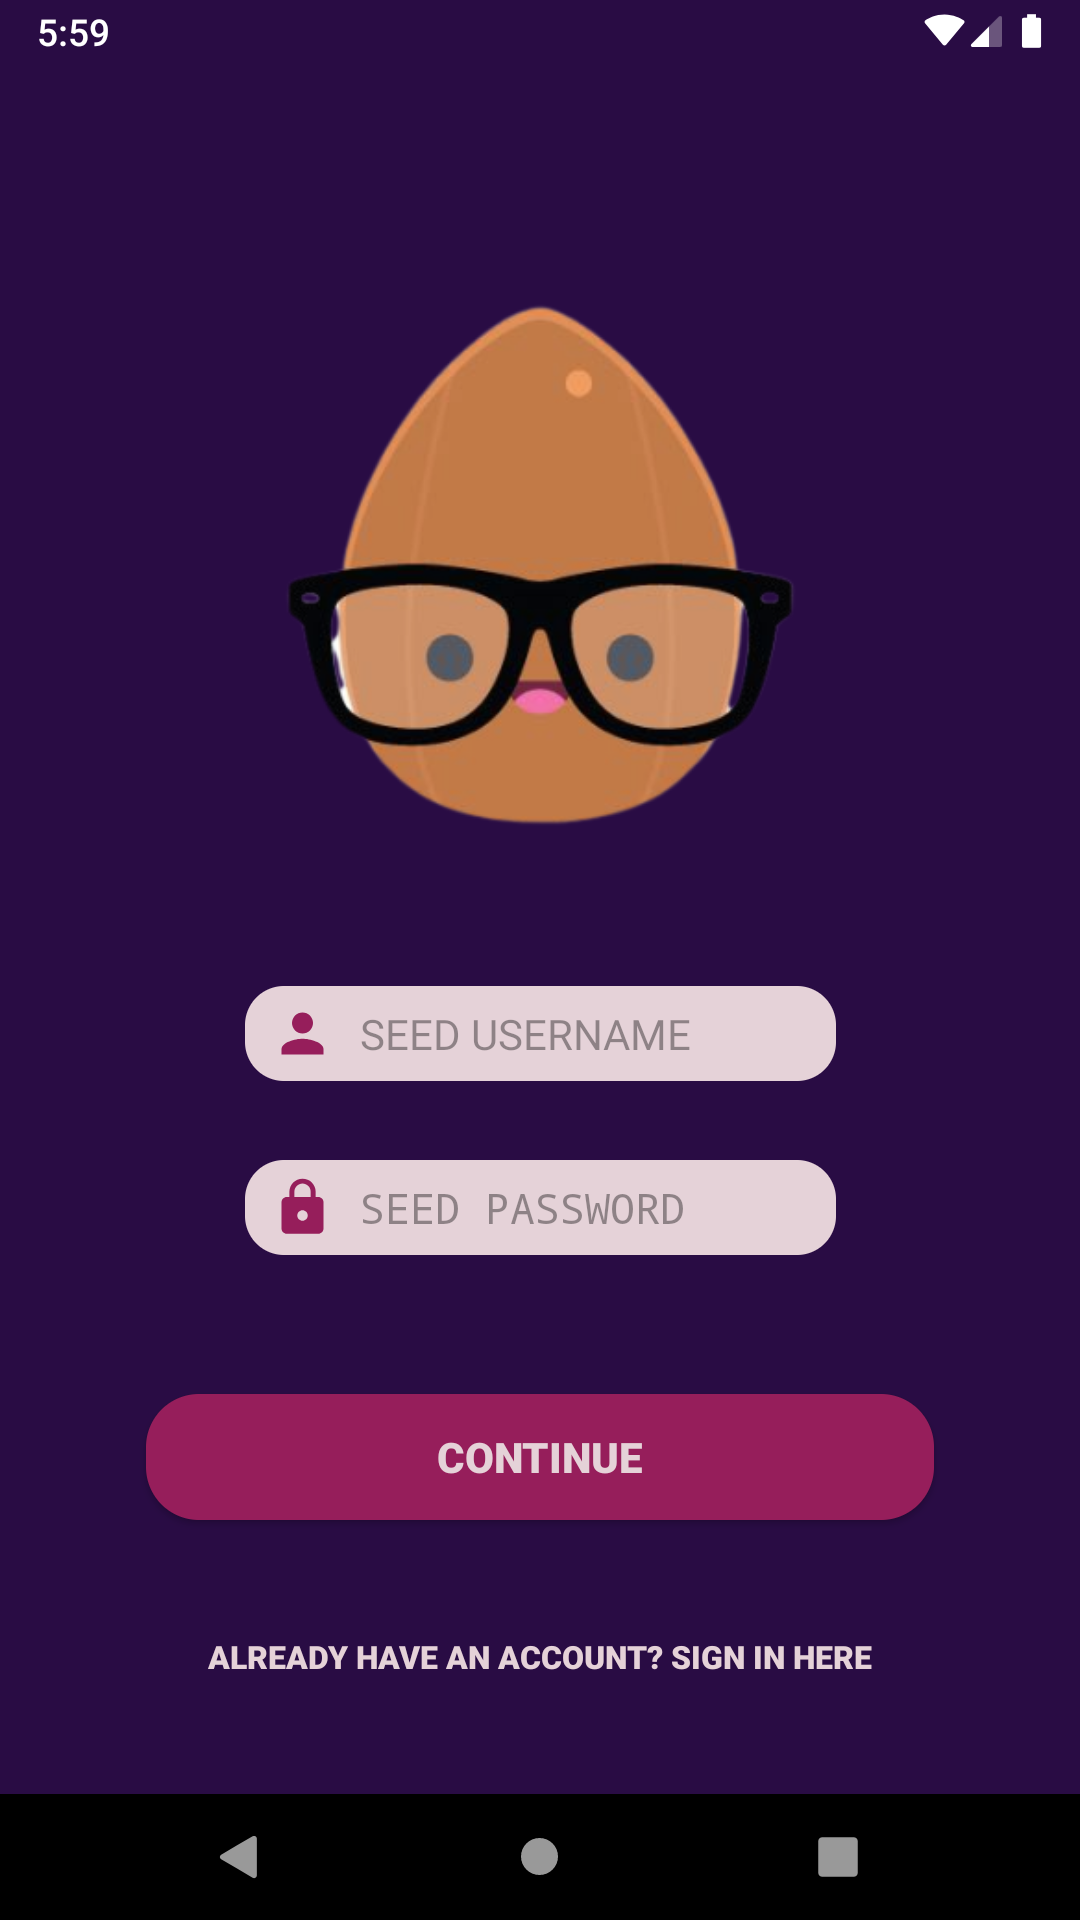 5:59
SEED USERNAME
SEED PASSWORD
CONTINUE
ALREADY HAVE AN ACCOUNT? SIGN IN HERE